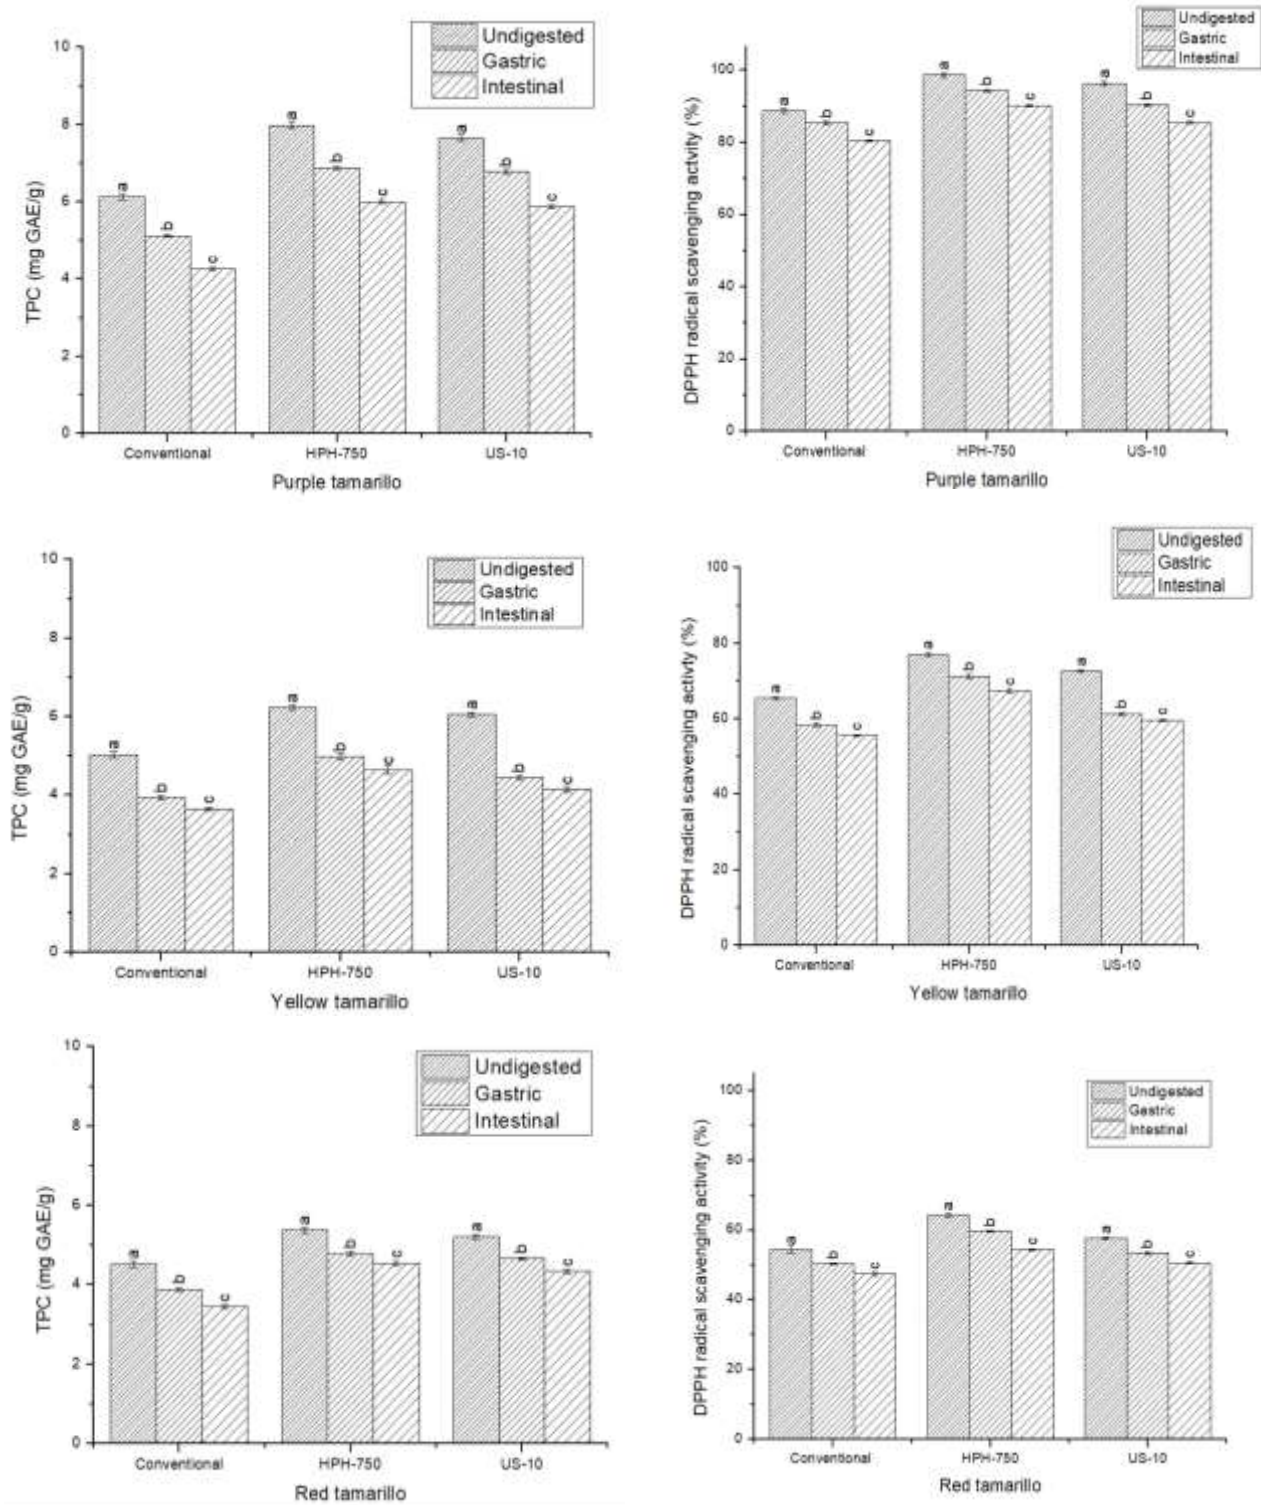 Undigested
Gastric
Intestinal
TPC (mg GAE/g)
10
8
6
4
2
0
a b c a b c a b c
Conventional HPH-750 US-10
Purple tamarillo
Undigested
Gastric
Intestinal
DPPH radical scavenging actvity (%)
100
80
60
40
20
0
a b c a b c a b c
Conventional HPH-750 US-10
Purple tamarillo
Undigested
Gastric
Intestinal
TPC (mg GAE/g)
10
8
6
4
2
0
a b c a b c a b c
Conventional HPH-750 US-10
Yellow tamarillo
Undigested
Gastric
Intestinal
DPPH radical scavenging activty (%)
100
80
60
40
20
0
a b c a b c a b c
Conventional HPH-750 US-10
Yellow tamarillo
Undigested
Gastric
Intestinal
TPC (mg GAE/g)
10
8
6
4
2
0
a b c a b c a b c
Conventional HPH-750 US-10
Red tamarillo
Undigested
Gastric
Intestinal
DPPH radical scavenging activity (%)
100
80
60
40
20
0
a b c a b c a b c
Conventional HPH-750 US-10
Red tamarillo